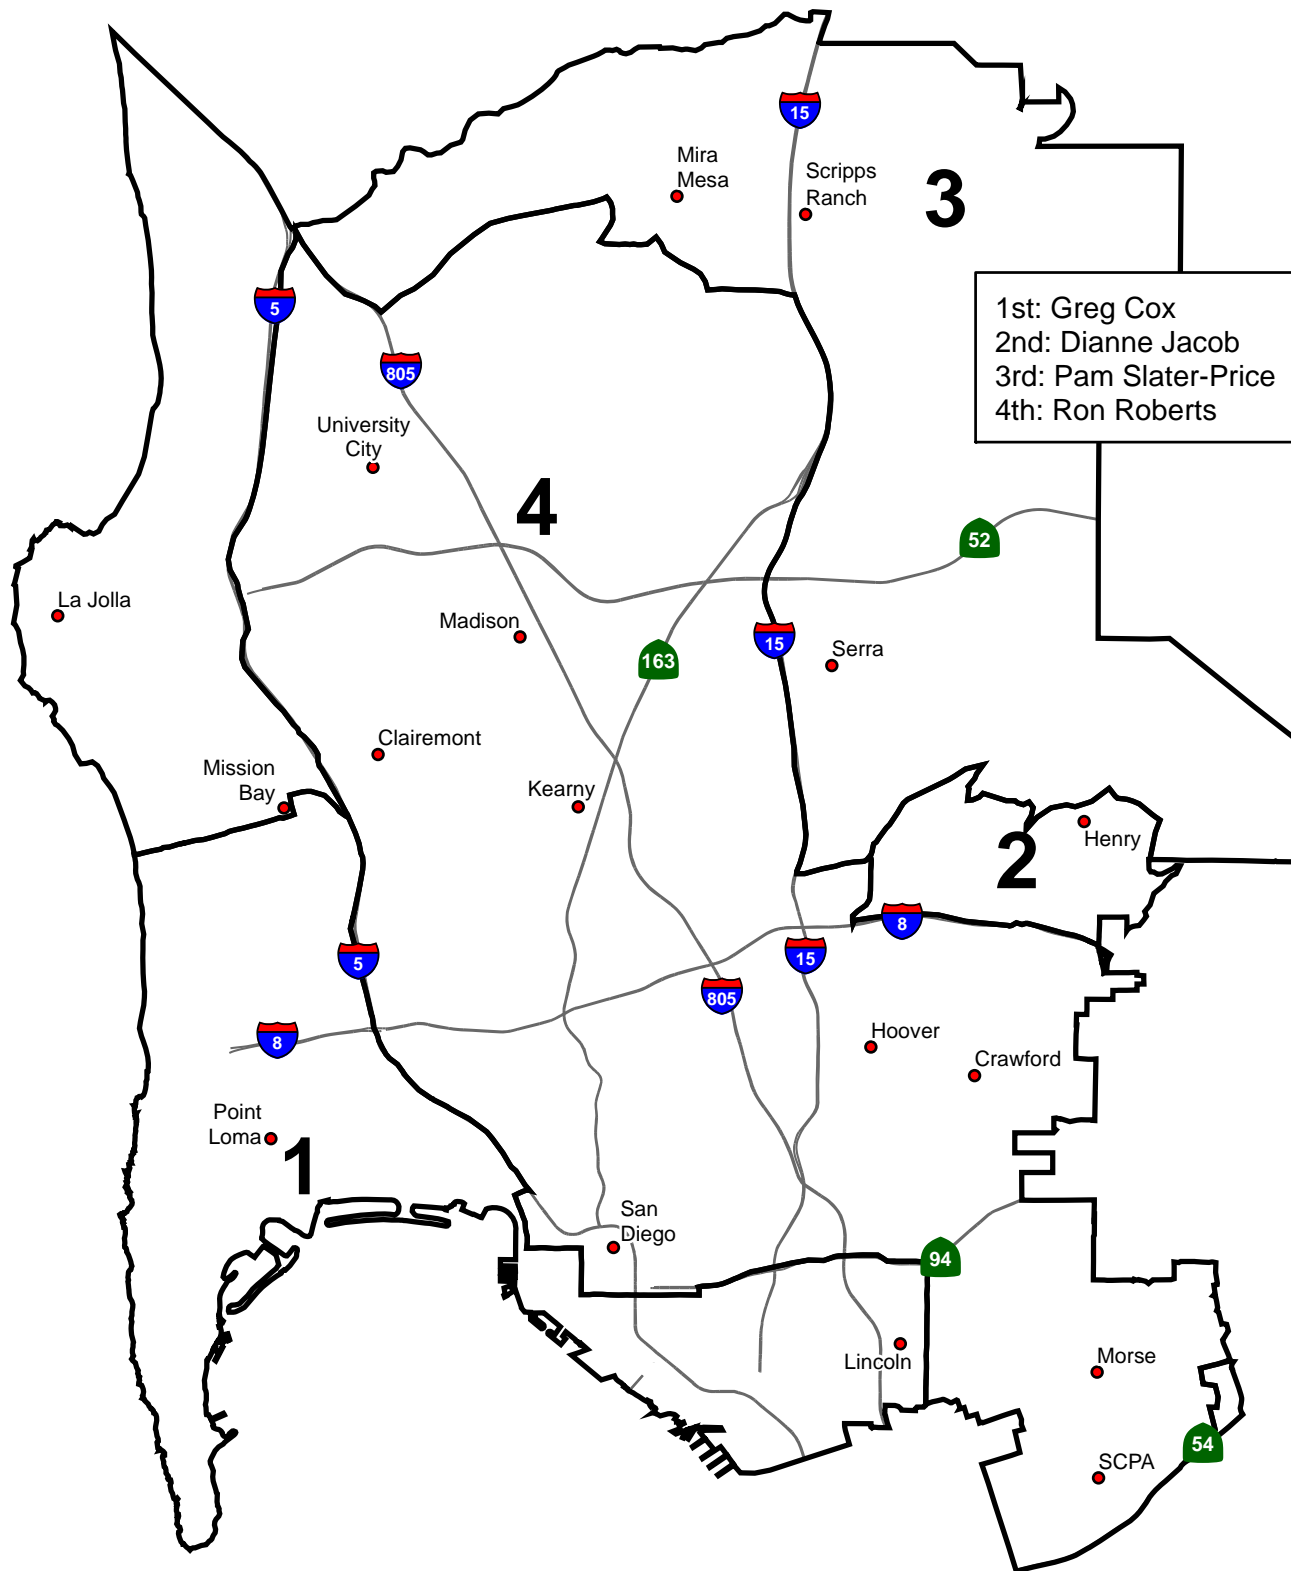 15
Mira
Mesa
Scripps
Ranch
3
5
1st: Greg Cox
2nd: Dianne Jacob
3rd: Pam Slater-Price
4th: Ron Roberts
805
University
City
4
52
La Jolla
Madison
163
15
Serra
Clairemont
Mission
Bay
Kearny
Henry
2
8
5
15
805
8
Hoover
Crawford
Point
Loma
1
San
Diego
94
Lincoln
Morse
54
SCPA